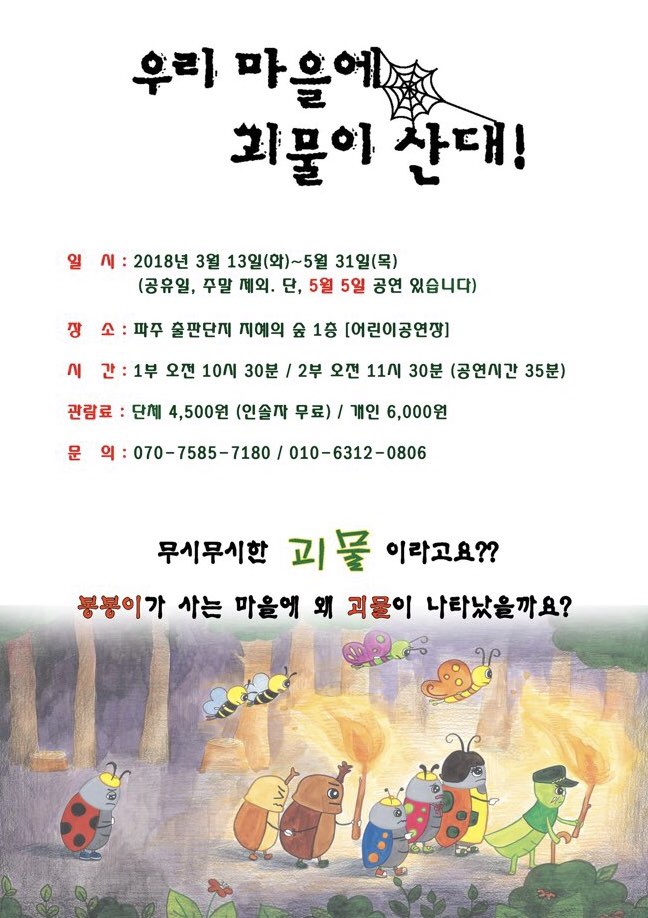 우리 마을에
괴물이 산대!
일 시 : 2018년 3월 13일(화)~5월 31일(목)
(공휴일, 주말 제외. 단, 5월 5일 공연 있습니다)
장 소 : 파주 출판단지 지혜의 숲 1층 [어린이공연장]
시 간 : 1부 오전 10시 30분 / 2부 오전 11시 30분 (공연시간 35분)
관람료 : 단체 4,500원 (인솔자 무료) / 개인 6,000원
문 의 : 070-7585-7180 / 010-6312-0806
무시무시한 괴물 이라고요??
봉봉이가 사는 마을에 왜 괴물이 나타났을까요?